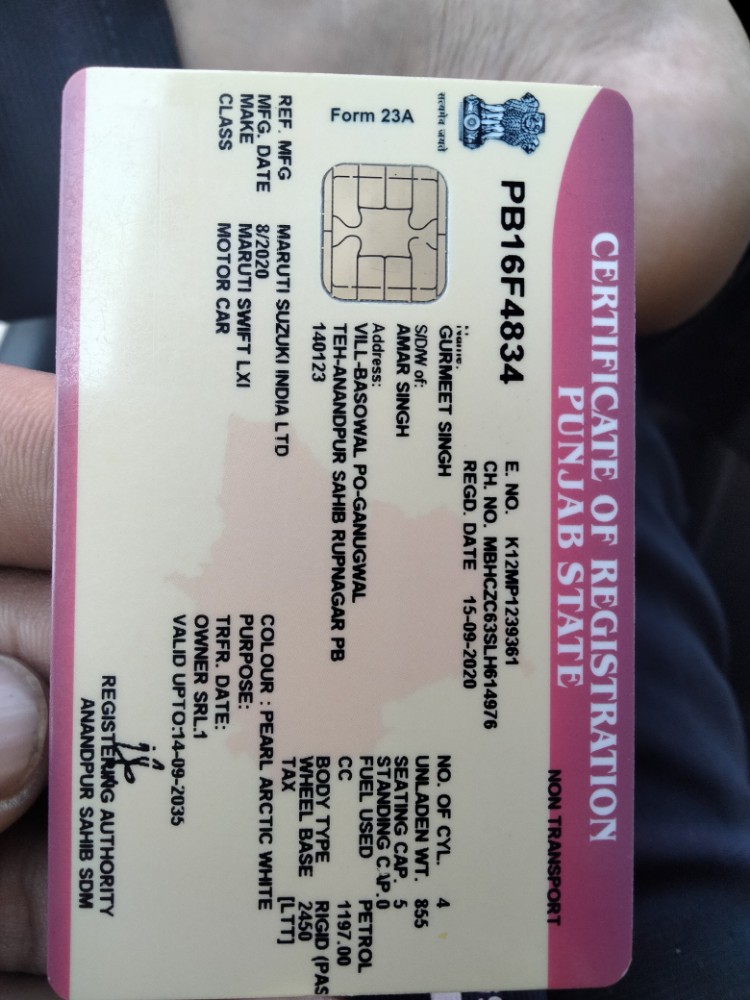 CERTIFICATE OF REGISTRATION
PUNJAB STATE
NON TRANSPORT
सत्यमेव जयते
Form 23A
PB16F4834
E. NO. K12MP1239361
CH. NO. MBHCZC63SLH614976
REGD. DATE 15-09-2020
Name:
GURMEET SINGH
S/D/W of:
AMAR SINGH
Address:
VILL-BASOWAL PO-GANUGWAL
TEH-ANANDPUR SAHIB RUPNAGAR PB
140123
NO. OF CYL. 4
UNLADEN WT. 855
SEATING CAP. 5
STANDING CAP.0
FUEL USED PETROL
CC 1197.00
BODY TYPE RIGID (PAS
WHEEL BASE 2450
TAX [LTT]
REF. MFG MARUTI SUZUKI INDIA LTD
MFG. DATE 8/2020
MAKE MARUTI SWIFT LXI
CLASS MOTOR CAR
COLOUR : PEARL ARCTIC WHITE
PURPOSE:
TRFR. DATE:
OWNER SRL.1
VALID UPTO:14-09-2035
REGISTERING AUTHORITY
ANANDPUR SAHIB SDM